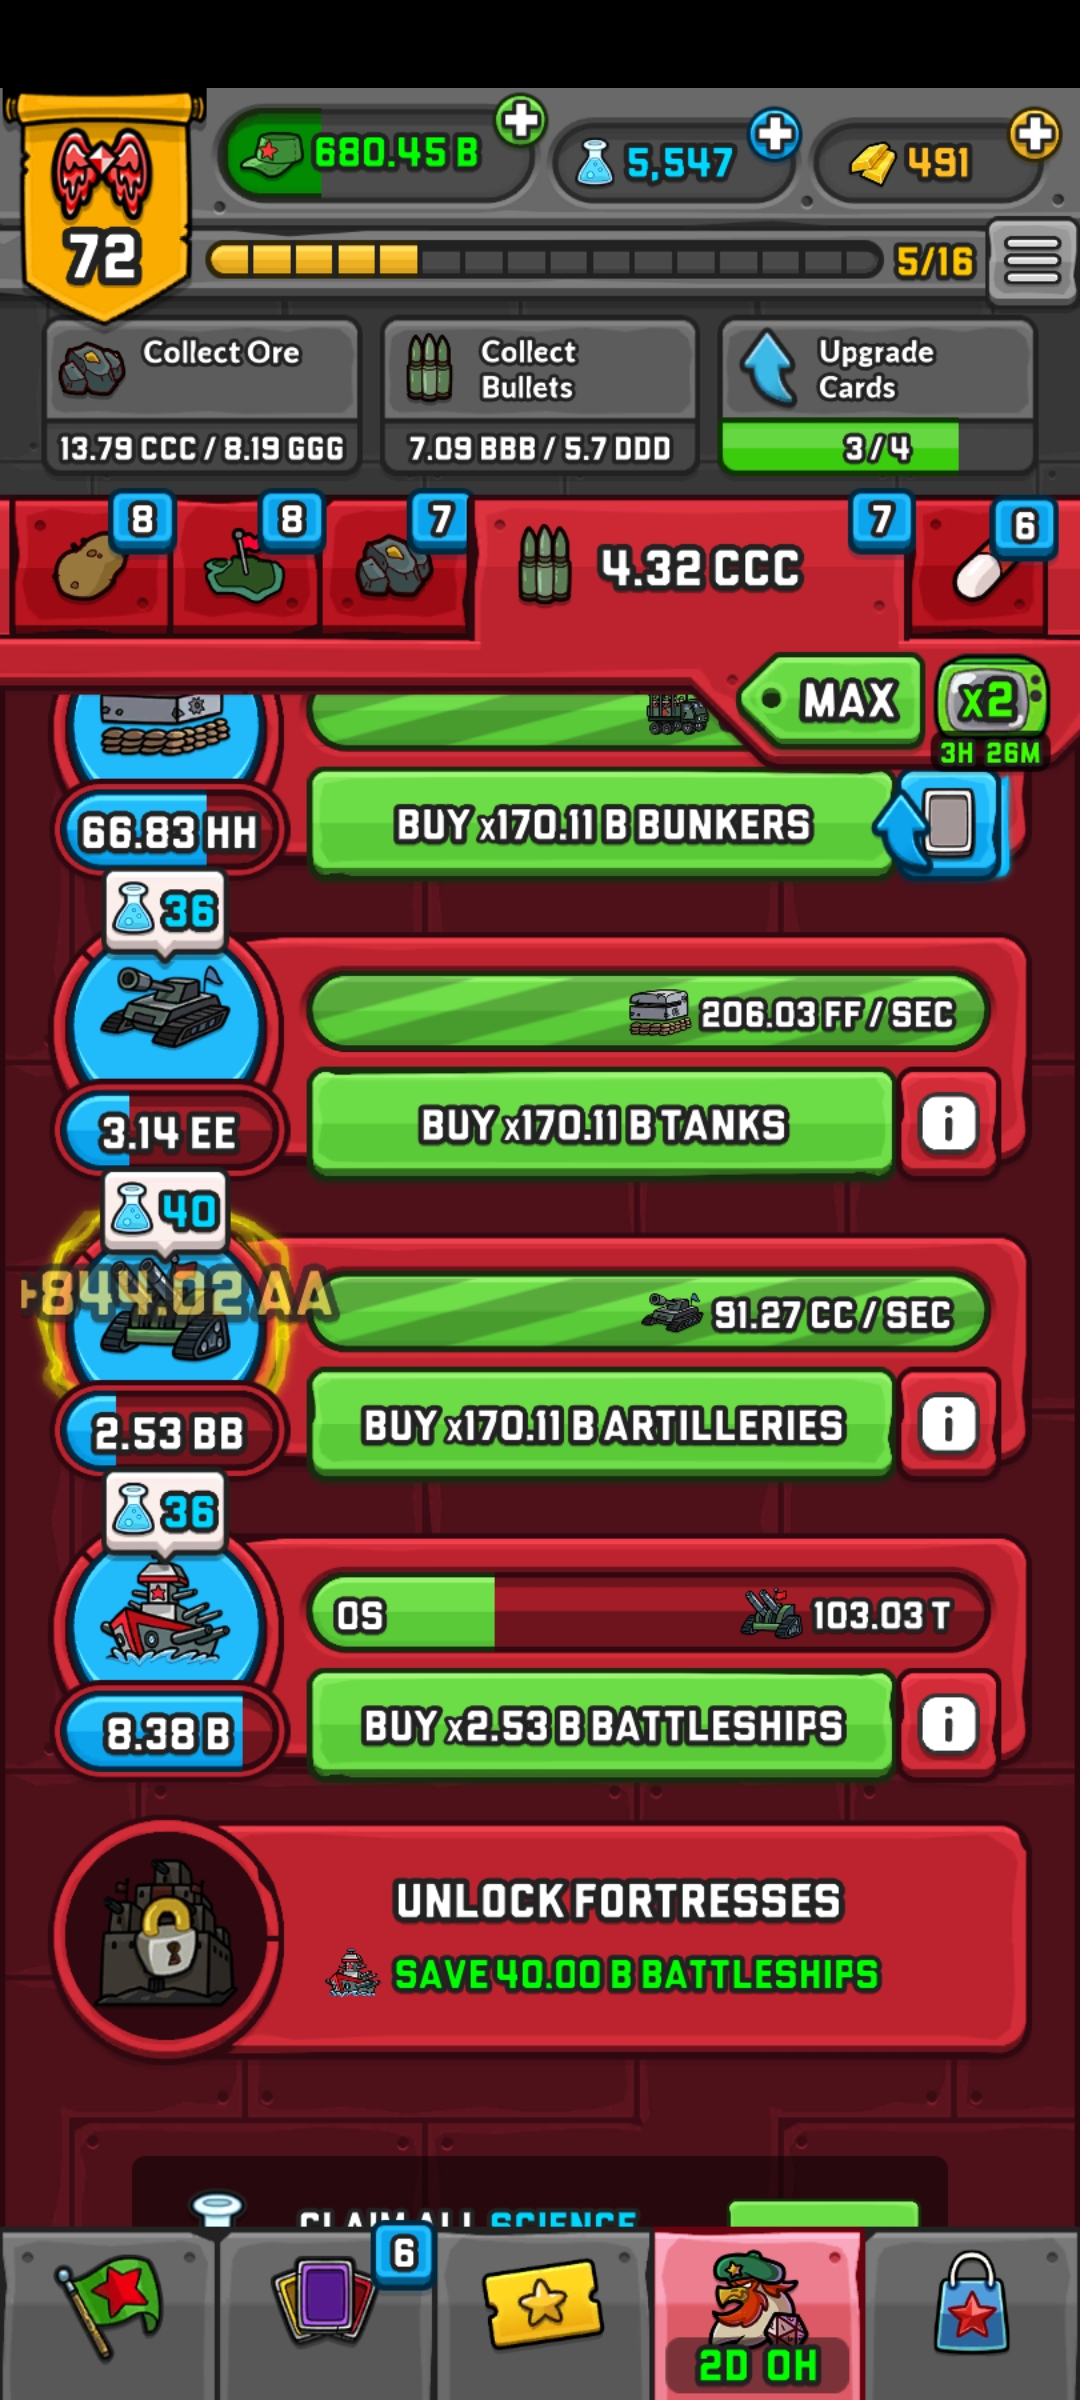 680.45 B
5,547
491
72
5/16
Collect Ore
13.79 CCC / 8.19 GGG
Collect
Bullets
7.09 BBB / 5.7 DDD
Upgrade
Cards
3/4
8
8
7
4.32 CCC
7
6
MAX
x2
3H 26M
66.83 HH
BUY x170.11 B BUNKERS
36
206.03 FF / SEC
3.14 EE
BUY x170.11 B TANKS
i
40
+844.02 AA
91.27 CC / SEC
2.53 BB
BUY x170.11 B ARTILLERIES
i
36
0S
103.03 T
8.38 B
BUY x2.53 B BATTLESHIPS
i
UNLOCK FORTRESSES
SAVE 40.00 B BATTLESHIPS
CLAIM ALL SCIENCE
6
2D 0H